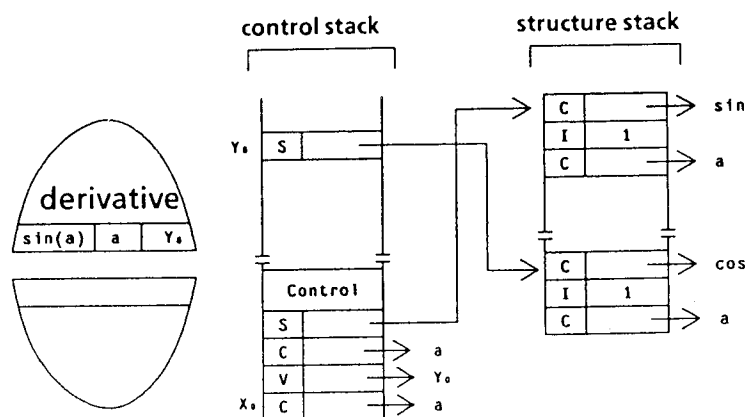 control stack
structure stack
C sin
I 1
C a
Y₀ S
derivative
sin(a) a Y₀
C cos
I 1
C a
Control
S
C a
V Y₀
X₀ C a